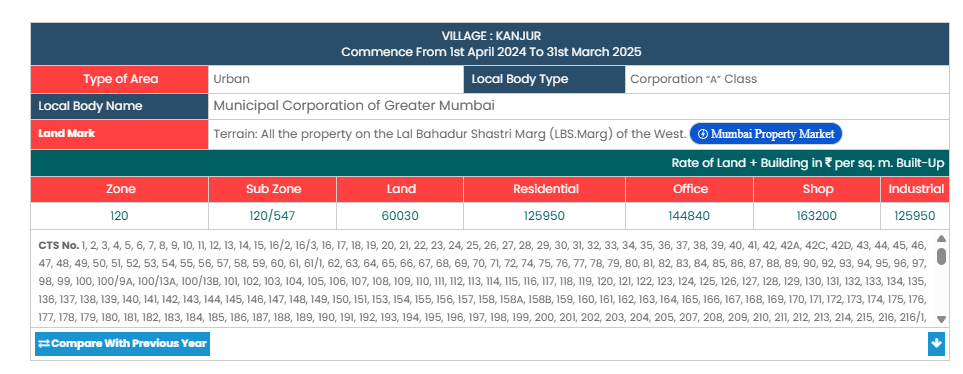 VILLAGE : KANJUR
Commence From 1st April 2024 To 31st March 2025
Type of Area Urban Local Body Type Corporation “A” Class
Local Body Name Municipal Corporation of Greater Mumbai
Land Mark Terrain: All the property on the Lal Bahadur Shastri Marg (LBS.Marg) of the West. Mumbai Property Market
Rate of Land + Building in ₹ per sq. m. Built-Up
Zone Sub Zone Land Residential Office Shop Industrial
120 120/547 60030 125950 144840 163200 125950
CTS No. 1, 2, 3, 4, 5, 6, 7, 8, 9, 10, 11, 12, 13, 14, 15, 16/2, 16/3, 16, 17, 18, 19, 20, 21, 22, 23, 24, 25, 26, 27, 28, 29, 30, 31, 32, 33, 34, 35, 36, 37, 38, 39, 40, 41, 42, 42A, 42C, 42D, 43, 44, 45, 46,
47, 48, 49, 50, 51, 52, 53, 54, 55, 56, 57, 58, 59, 60, 61, 61/1, 62, 63, 64, 65, 66, 67, 68, 69, 70, 71, 72, 74, 75, 76, 77, 78, 79, 80, 81, 82, 83, 84, 85, 86, 87, 88, 89, 90, 92, 93, 94, 95, 96, 97,
98, 99, 100, 100/9A, 100/13A, 100/13B, 101, 102, 103, 104, 105, 106, 107, 108, 109, 110, 111, 112, 113, 114, 115, 116, 117, 118, 119, 120, 121, 122, 123, 124, 125, 126, 127, 128, 129, 130, 131, 132, 133, 134, 135,
136, 137, 138, 139, 140, 141, 142, 143, 144, 145, 146, 147, 148, 149, 150, 151, 153, 154, 155, 156, 157, 158, 158A, 158B, 159, 160, 161, 162, 163, 164, 165, 166, 167, 168, 169, 170, 171, 172, 173, 174, 175, 176,
177, 178, 179, 180, 181, 182, 183, 184, 185, 186, 187, 188, 189, 190, 191, 192, 193, 194, 195, 196, 197, 198, 199, 200, 201, 202, 203, 204, 205, 207, 208, 209, 210, 211, 212, 213, 214, 215, 216, 216/1,
Compare With Previous Year